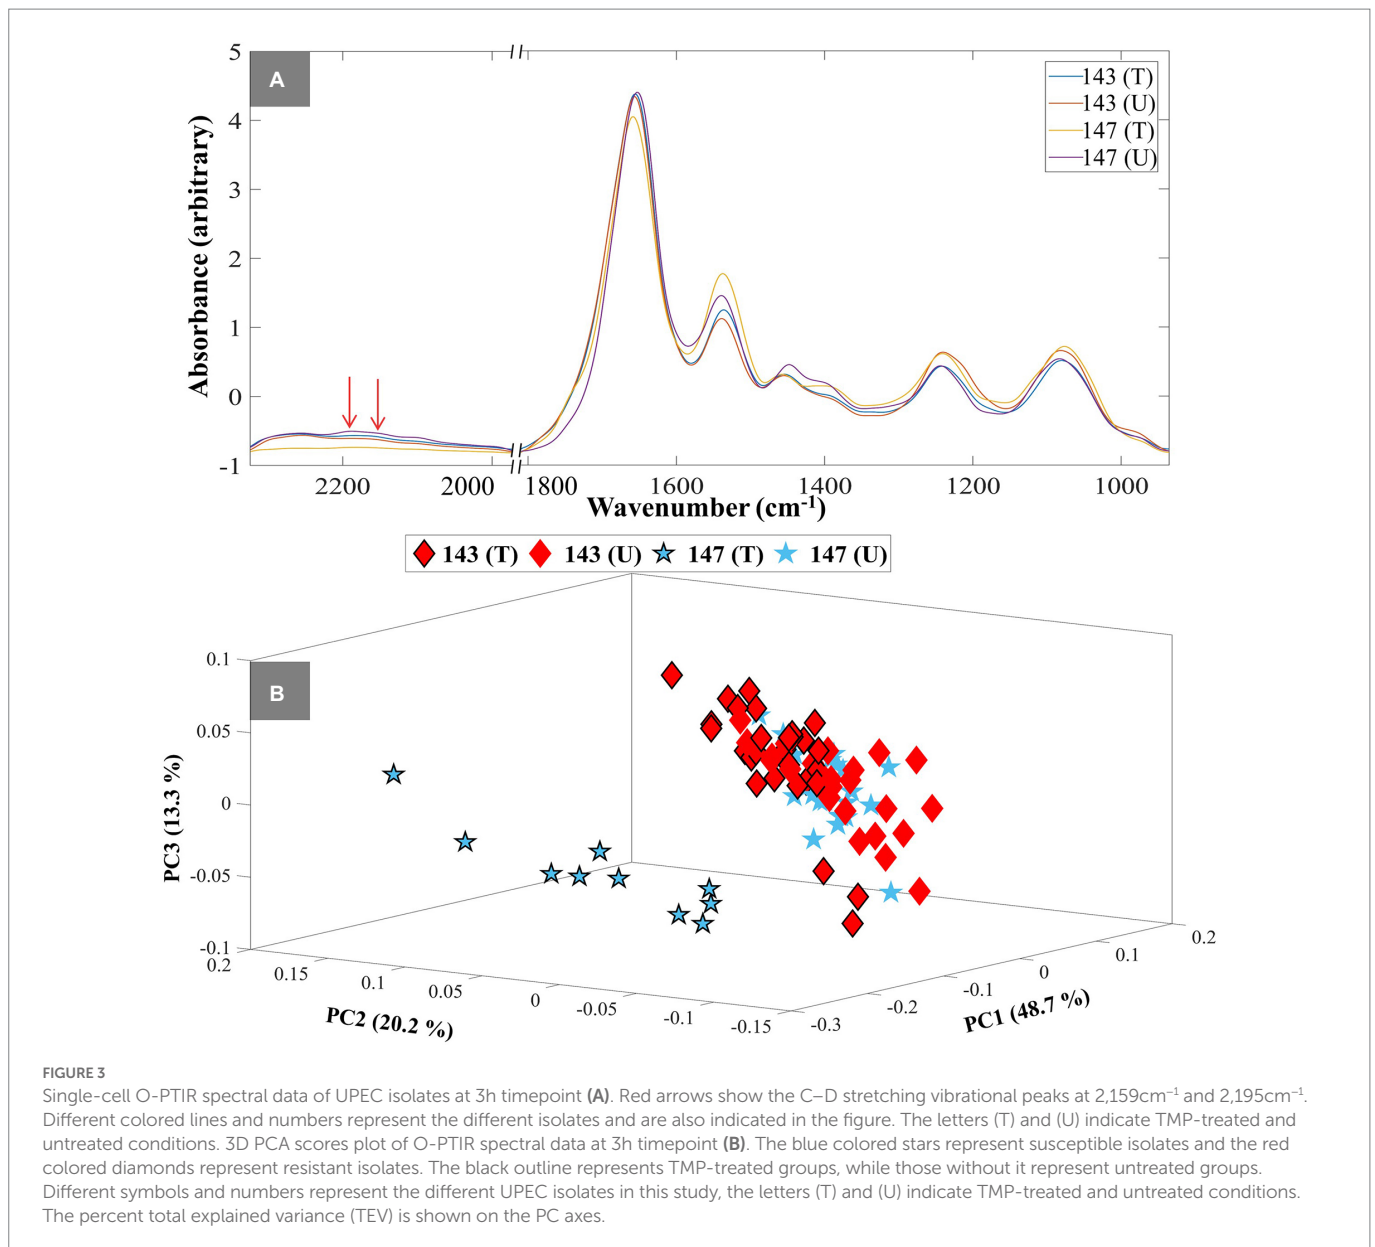 A
5
4
3
2
1
0
-1
Absorbance (arbitrary)
143 (T)
143 (U)
147 (T)
147 (U)
2200
2000
1800
1600
1400
1200
1000
Wavenumber (cm⁻¹)
143 (T) 143 (U) 147 (T) 147 (U)
B
0.1
0.05
0
-0.05
-0.1
PC3 (13.3 %)
0.2
0.15
0.1
0.05
0
-0.05
-0.1
-0.15
PC2 (20.2 %)
-0.3
-0.2
-0.1
0
0.1
0.2
PC1 (48.7 %)
FIGURE 3
Single-cell O-PTIR spectral data of UPEC isolates at 3h timepoint (A). Red arrows show the C–D stretching vibrational peaks at 2,159cm⁻¹ and 2,195cm⁻¹.
Different colored lines and numbers represent the different isolates and are also indicated in the figure. The letters (T) and (U) indicate TMP-treated and
untreated conditions. 3D PCA scores plot of O-PTIR spectral data at 3h timepoint (B). The blue colored stars represent susceptible isolates and the red
colored diamonds represent resistant isolates. The black outline represents TMP-treated groups, while those without it represent untreated groups.
Different symbols and numbers represent the different UPEC isolates in this study, the letters (T) and (U) indicate TMP-treated and untreated conditions.
The percent total explained variance (TEV) is shown on the PC axes.